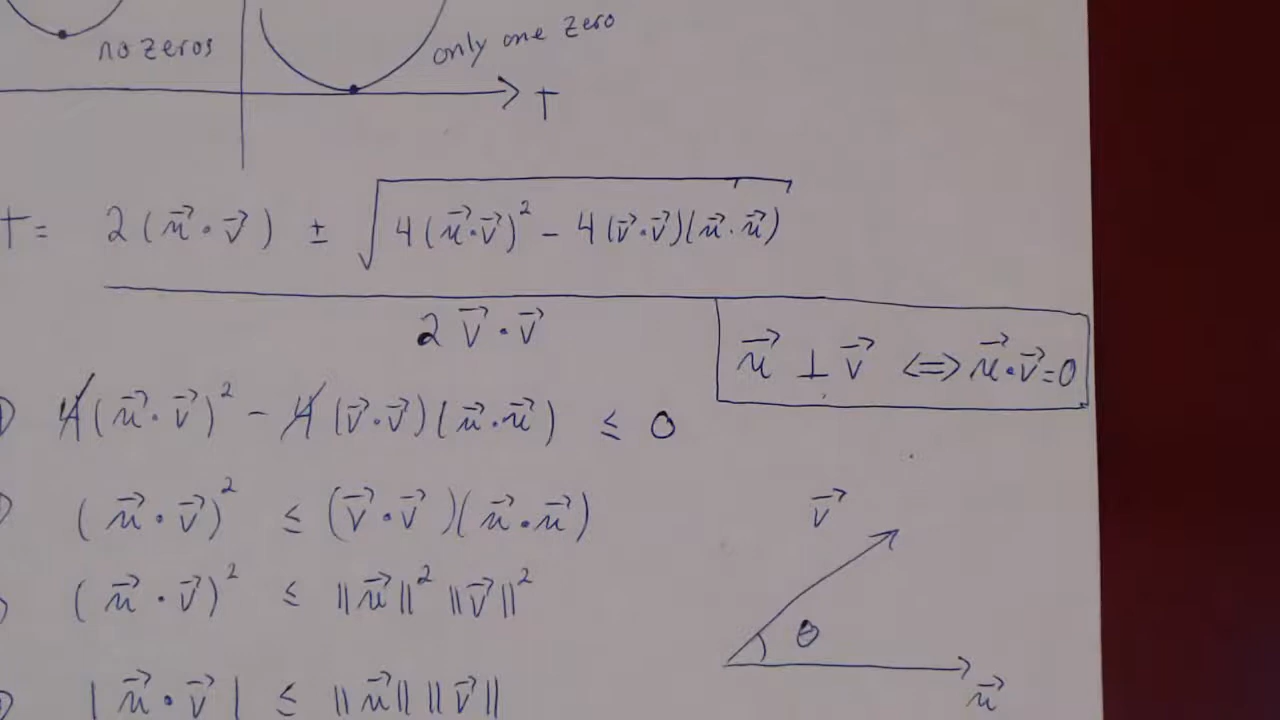 no zeros
only one zero
T
T = 2(u⃗·v⃗) ± √4(u⃗·v⃗)² − 4(v⃗·v⃗)(u⃗·u⃗)
2 v⃗·v⃗
u⃗ ⊥ v⃗ ⇔ u⃗·v⃗=0
4(u⃗·v⃗)² − 4(v⃗·v⃗)(u⃗·u⃗) ≤ 0
(u⃗·v⃗)² ≤ (v⃗·v⃗)(u⃗·u⃗)
v⃗
(u⃗·v⃗)² ≤ ||u⃗||² ||v⃗||²
θ
|u⃗·v⃗| ≤ ||u⃗|| ||v⃗||
u⃗